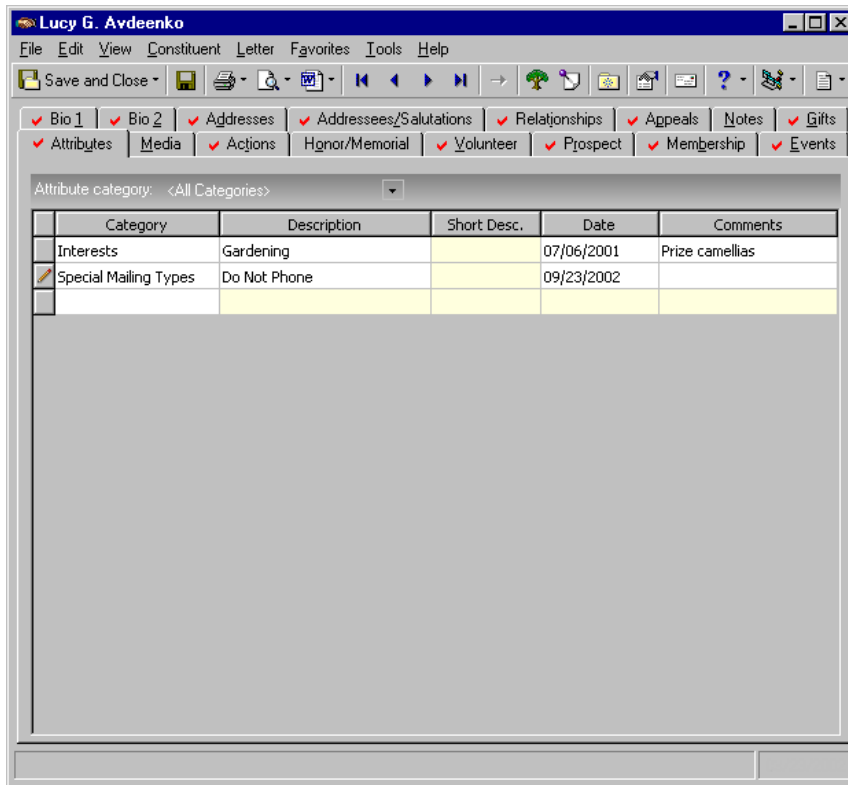 Lucy G. Avdeenko
File Edit View Constituent Letter Favorites Tools Help
Save and Close W ?
Bio 1 Bio 2 Addresses Addressees/Salutations Relationships Appeals Notes Gifts
Attributes Media Actions Honor/Memorial Volunteer Prospect Membership Events
Attribute category: <All Categories>
Category Description Short Desc. Date Comments
Interests Gardening 07/06/2001 Prize camellias
Special Mailing Types Do Not Phone 09/23/2002